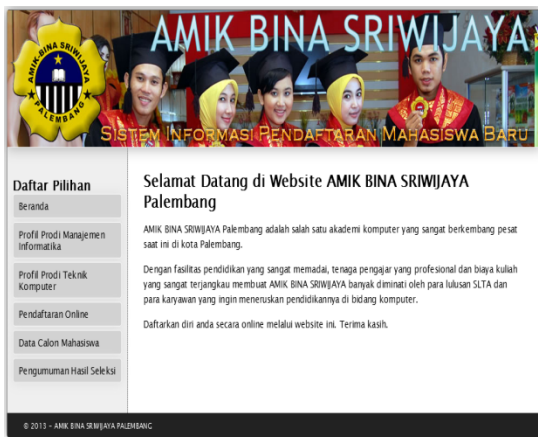 AMIK BINA SRIWIJAYA
AMIK-BINA SRIWIJAYA
PALEMBANG
SISTEM INFORMASI PENDAFTARAN MAHASISWA BARU
Daftar Pilihan
Beranda
Profil Prodi Manajemen
Informatika
Profil Prodi Teknik
Komputer
Pendaftaran Online
Data Calon Mahasiswa
Pengumuman Hasil Seleksi
Selamat Datang di Website AMIK BINA SRIWIJAYA
Palembang
AMIK BINA SRIWIJAYA Palembang adalah salah satu akademi komputer yang sangat berkembang pesat
saat ini di kota Palembang.
Dengan fasilitas pendidikan yang sangat memadai, tenaga pengajar yang profesional dan biaya kuliah
yang sangat terjangkau membuat AMIK BINA SRIWIJAYA banyak diminati oleh para lulusan SLTA dan
para karyawan yang ingin meneruskan pendidikannya di bidang komputer.
Daftarkan diri anda secara online melalui website ini. Terima kasih.
© 2013 - AMIK BINA SRIWIJAYA PALEMBANG